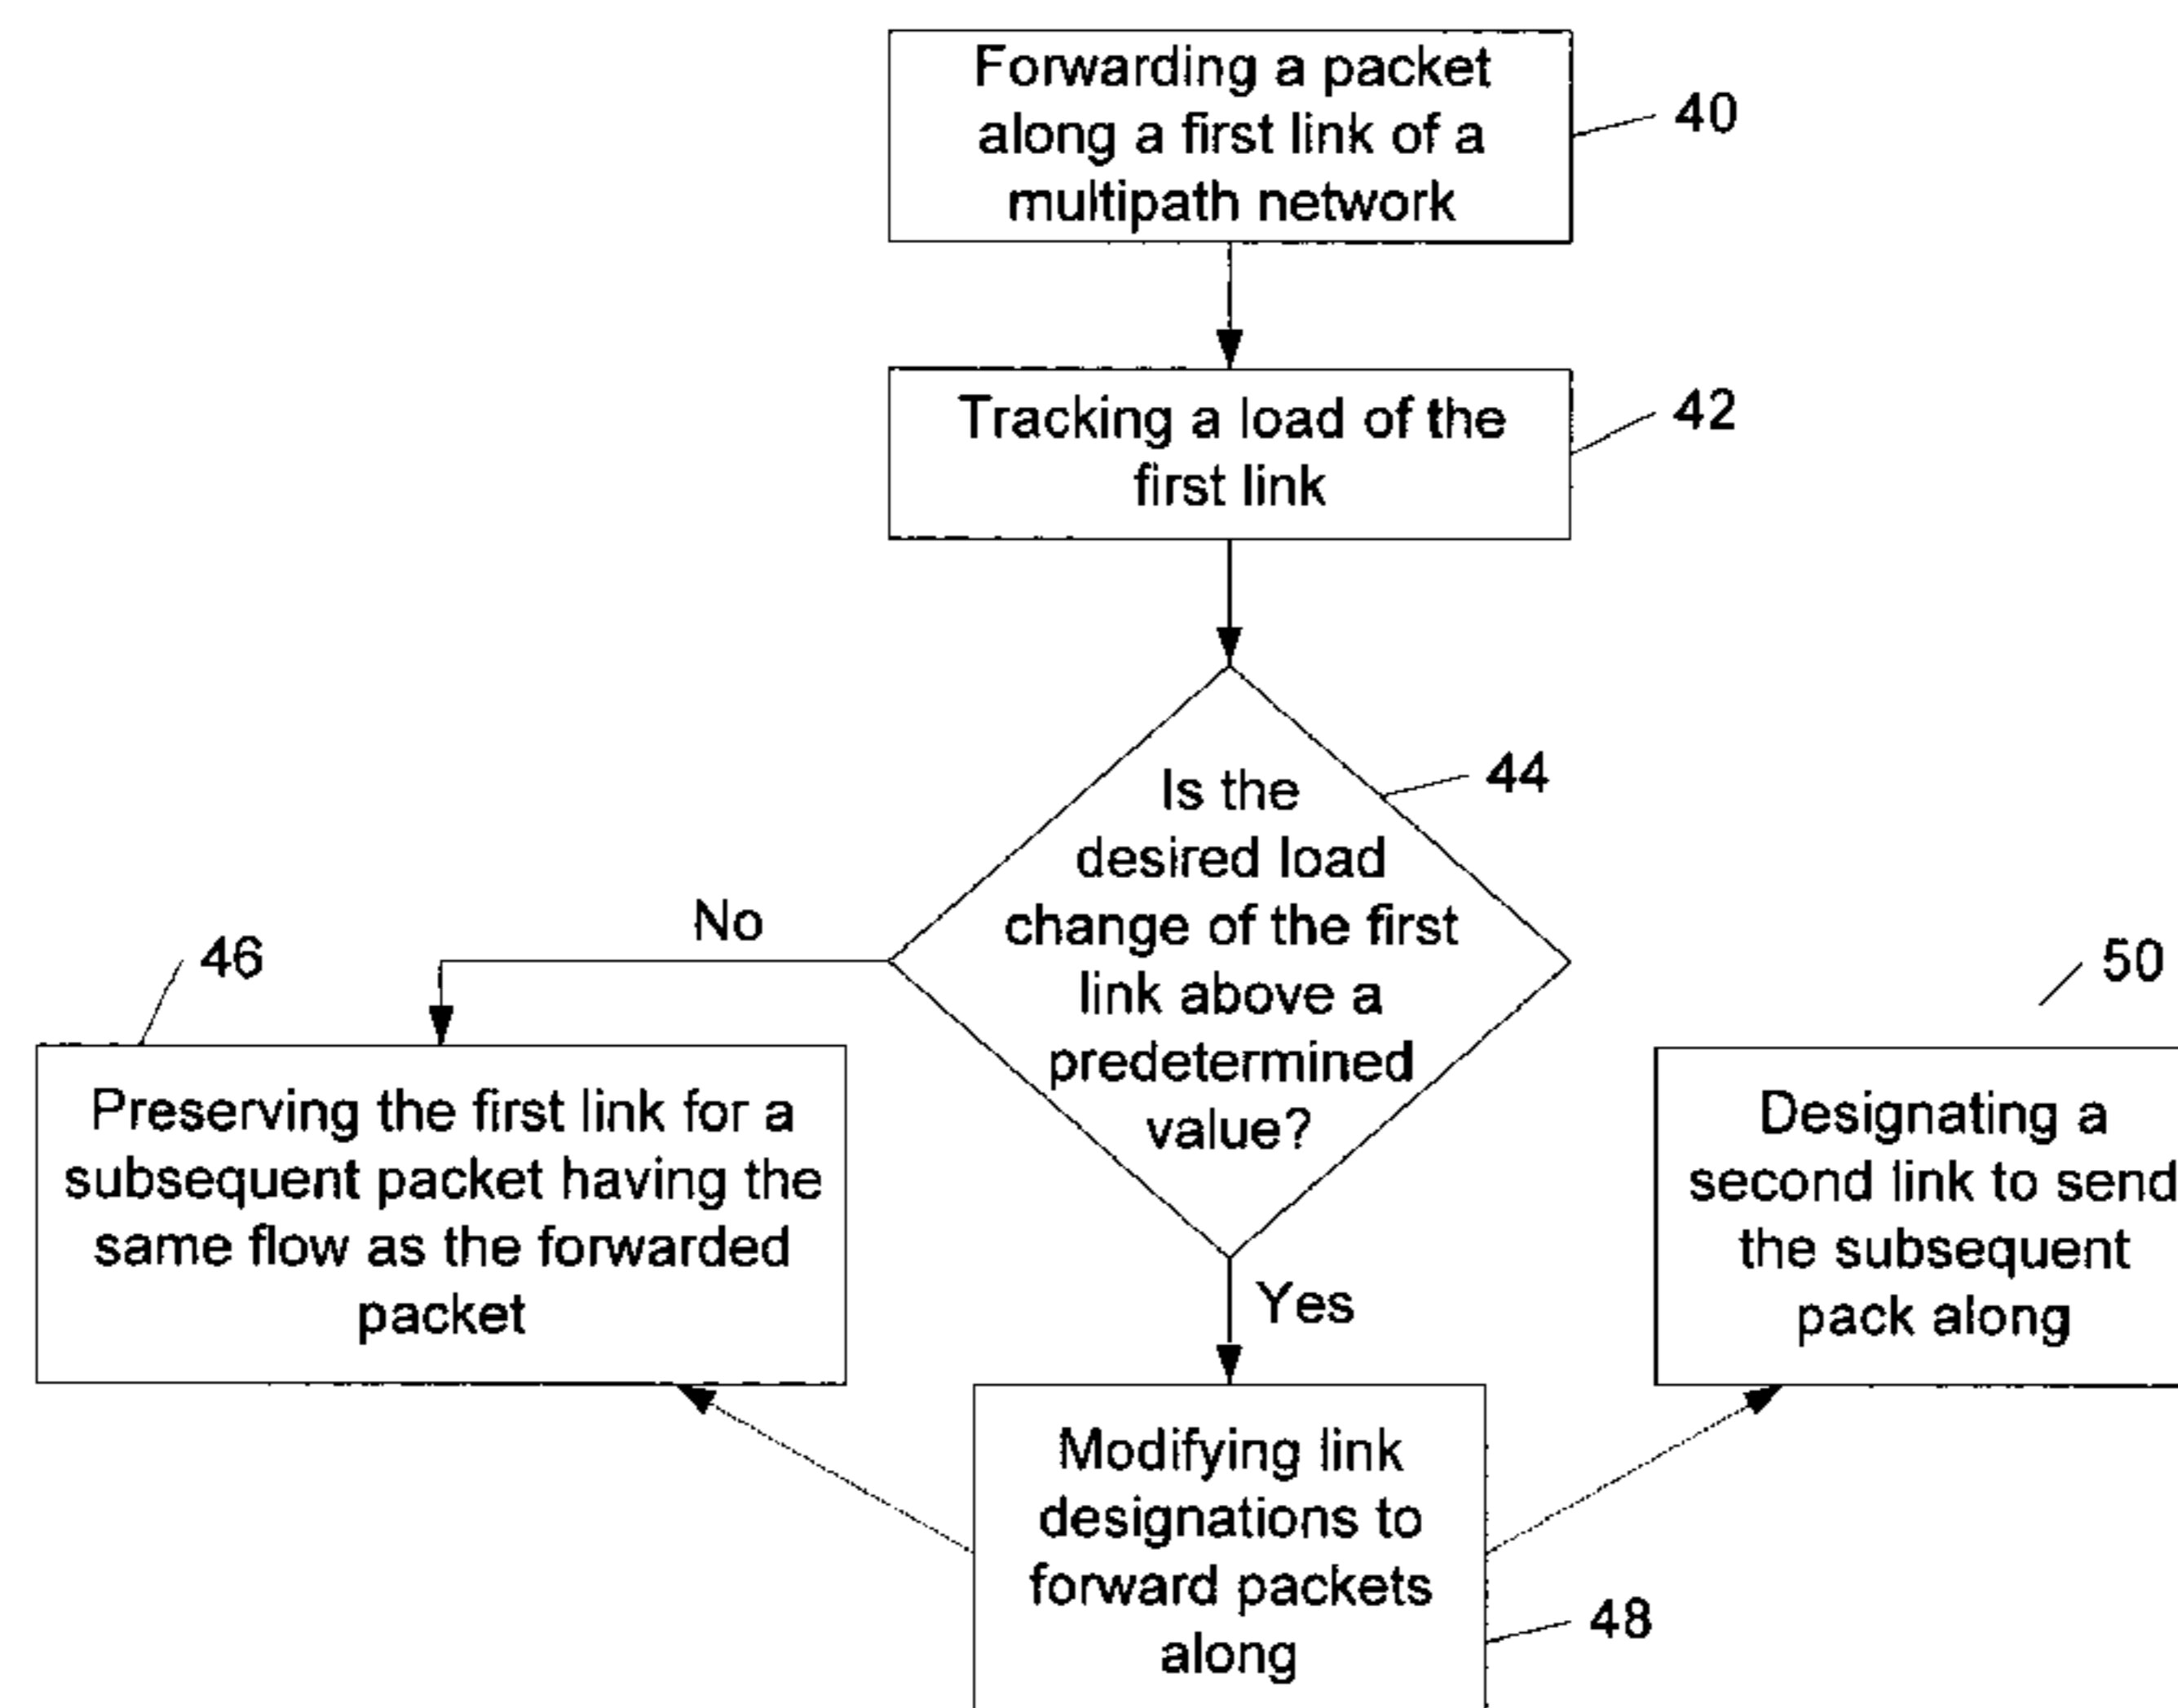 Forwarding a packet
along a first link of a
multipath network
40
Tracking a load of the
first link
42
Is the
desired load
change of the first
link above a
predetermined
value?
44
No
46
Preserving the first link for a
subsequent packet having the
same flow as the forwarded
packet
Yes
50
Designating a
second link to send
the subsequent
pack along
Modifying link
designations to
forward packets
along
48